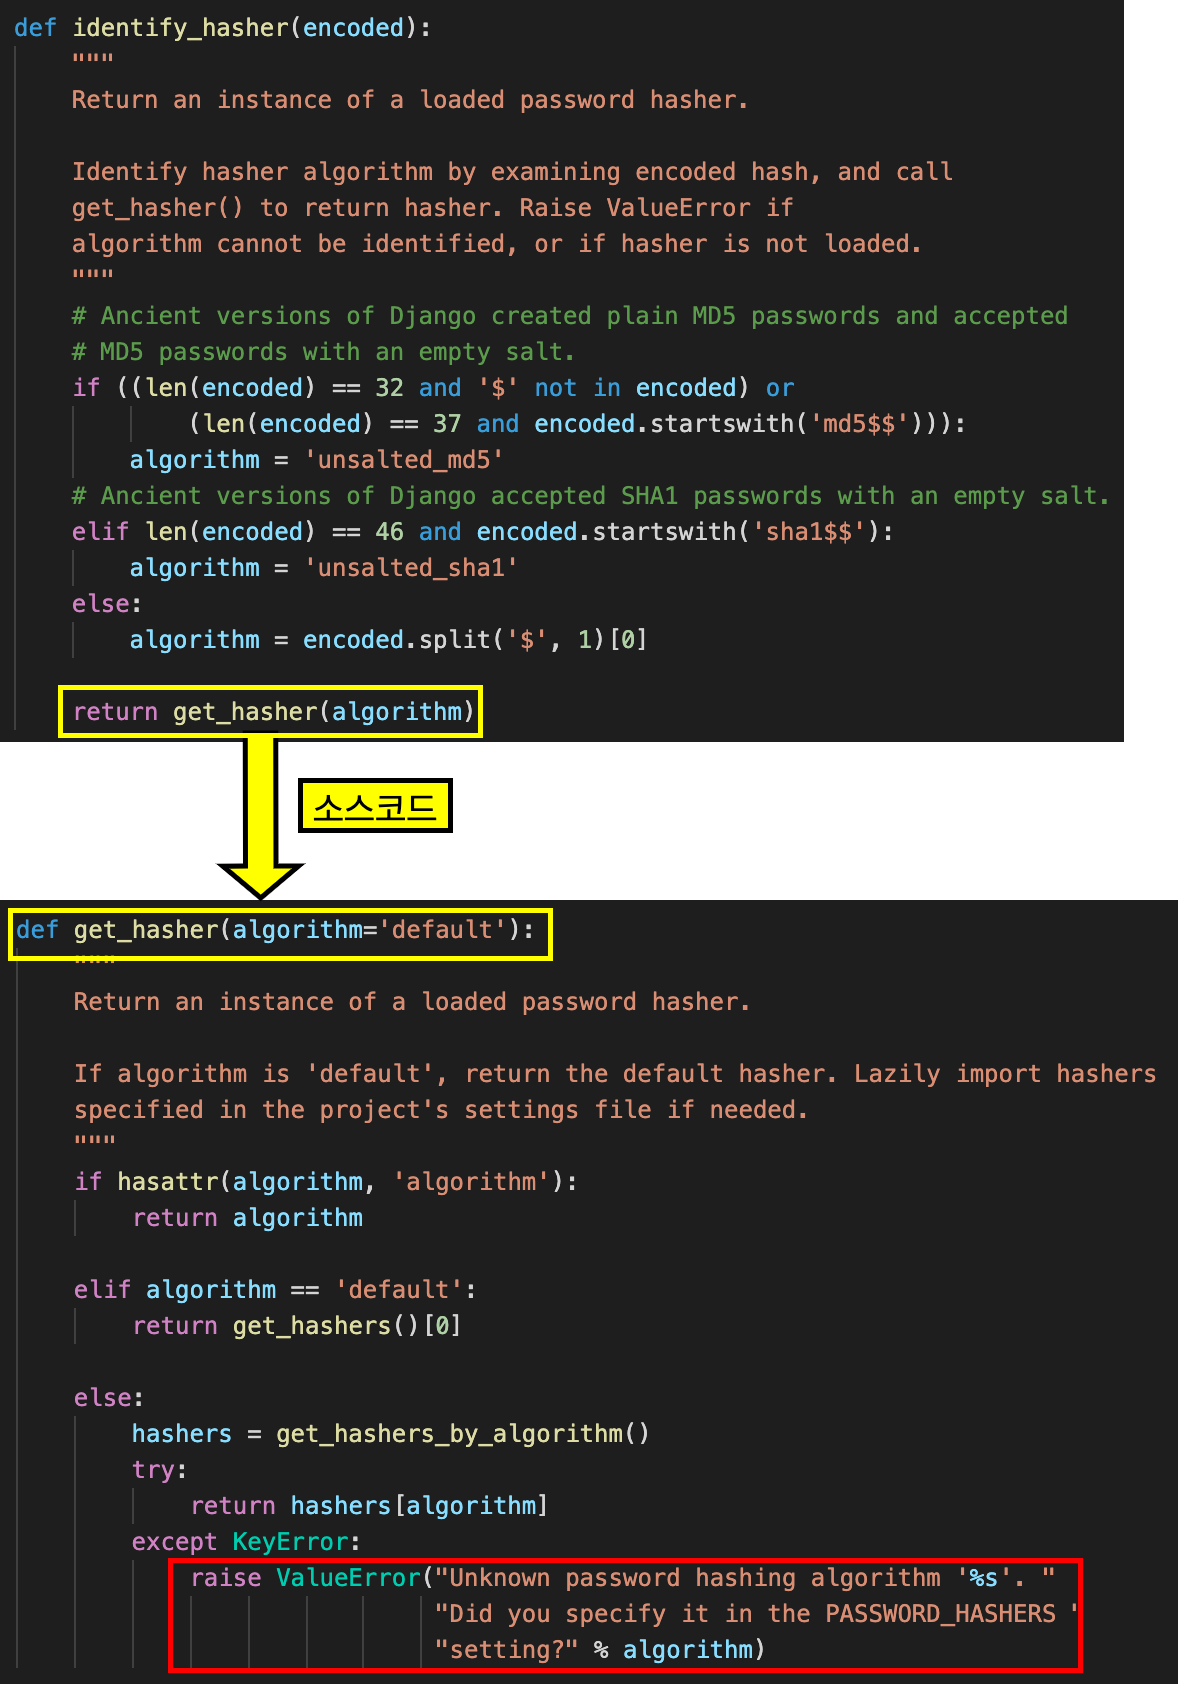 def identify_hasher(encoded):
    """
    Return an instance of a loaded password hasher.

    Identify hasher algorithm by examining encoded hash, and call
    get_hasher() to return hasher. Raise ValueError if
    algorithm cannot be identified, or if hasher is not loaded.
    """
    # Ancient versions of Django created plain MD5 passwords and accepted
    # MD5 passwords with an empty salt.
    if ((len(encoded) == 32 and '$' not in encoded) or
            (len(encoded) == 37 and encoded.startswith('md5$$'))):
        algorithm = 'unsalted_md5'
    # Ancient versions of Django accepted SHA1 passwords with an empty salt.
    elif len(encoded) == 46 and encoded.startswith('sha1$$'):
        algorithm = 'unsalted_sha1'
    else:
        algorithm = encoded.split('$', 1)[0]

    return get_hasher(algorithm)
소스코드
def get_hasher(algorithm='default'):
    """
    Return an instance of a loaded password hasher.

    If algorithm is 'default', return the default hasher. Lazily import hashers
    specified in the project's settings file if needed.
    """
    if hasattr(algorithm, 'algorithm'):
        return algorithm

    elif algorithm == 'default':
        return get_hashers()[0]

    else:
        hashers = get_hashers_by_algorithm()
        try:
            return hashers[algorithm]
        except KeyError:
            raise ValueError("Unknown password hashing algorithm '%s'. "
                             "Did you specify it in the PASSWORD_HASHERS "
                             "setting?" % algorithm)